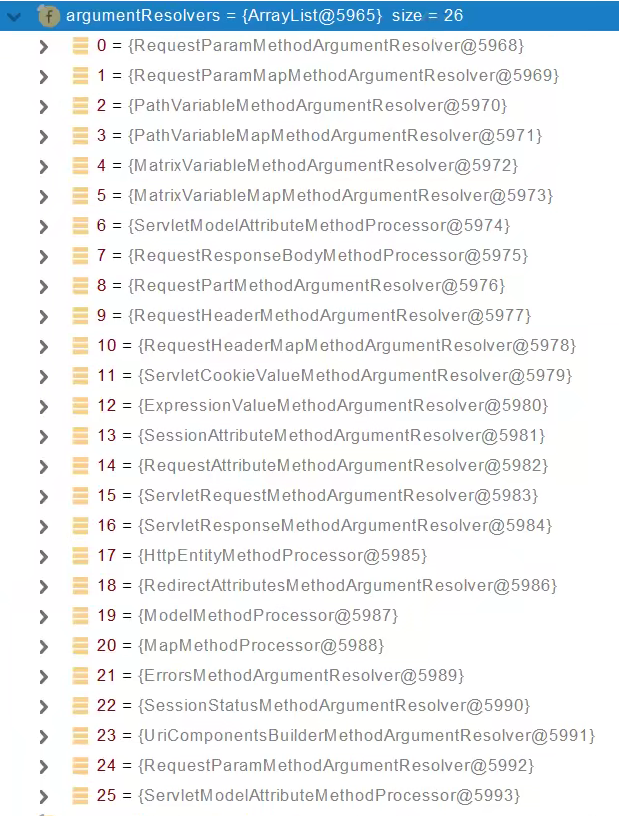 argumentResolvers = {ArrayList@5965} size = 26
0 = {RequestParamMethodArgumentResolver@5968}
1 = {RequestParamMapMethodArgumentResolver@5969}
2 = {PathVariableMethodArgumentResolver@5970}
3 = {PathVariableMapMethodArgumentResolver@5971}
4 = {MatrixVariableMethodArgumentResolver@5972}
5 = {MatrixVariableMapMethodArgumentResolver@5973}
6 = {ServletModelAttributeMethodProcessor@5974}
7 = {RequestResponseBodyMethodProcessor@5975}
8 = {RequestPartMethodArgumentResolver@5976}
9 = {RequestHeaderMethodArgumentResolver@5977}
10 = {RequestHeaderMapMethodArgumentResolver@5978}
11 = {ServletCookieValueMethodArgumentResolver@5979}
12 = {ExpressionValueMethodArgumentResolver@5980}
13 = {SessionAttributeMethodArgumentResolver@5981}
14 = {RequestAttributeMethodArgumentResolver@5982}
15 = {ServletRequestMethodArgumentResolver@5983}
16 = {ServletResponseMethodArgumentResolver@5984}
17 = {HttpEntityMethodProcessor@5985}
18 = {RedirectAttributesMethodArgumentResolver@5986}
19 = {ModelMethodProcessor@5987}
20 = {MapMethodProcessor@5988}
21 = {ErrorsMethodArgumentResolver@5989}
22 = {SessionStatusMethodArgumentResolver@5990}
23 = {UriComponentsBuilderMethodArgumentResolver@5991}
24 = {RequestParamMethodArgumentResolver@5992}
25 = {ServletModelAttributeMethodProcessor@5993}